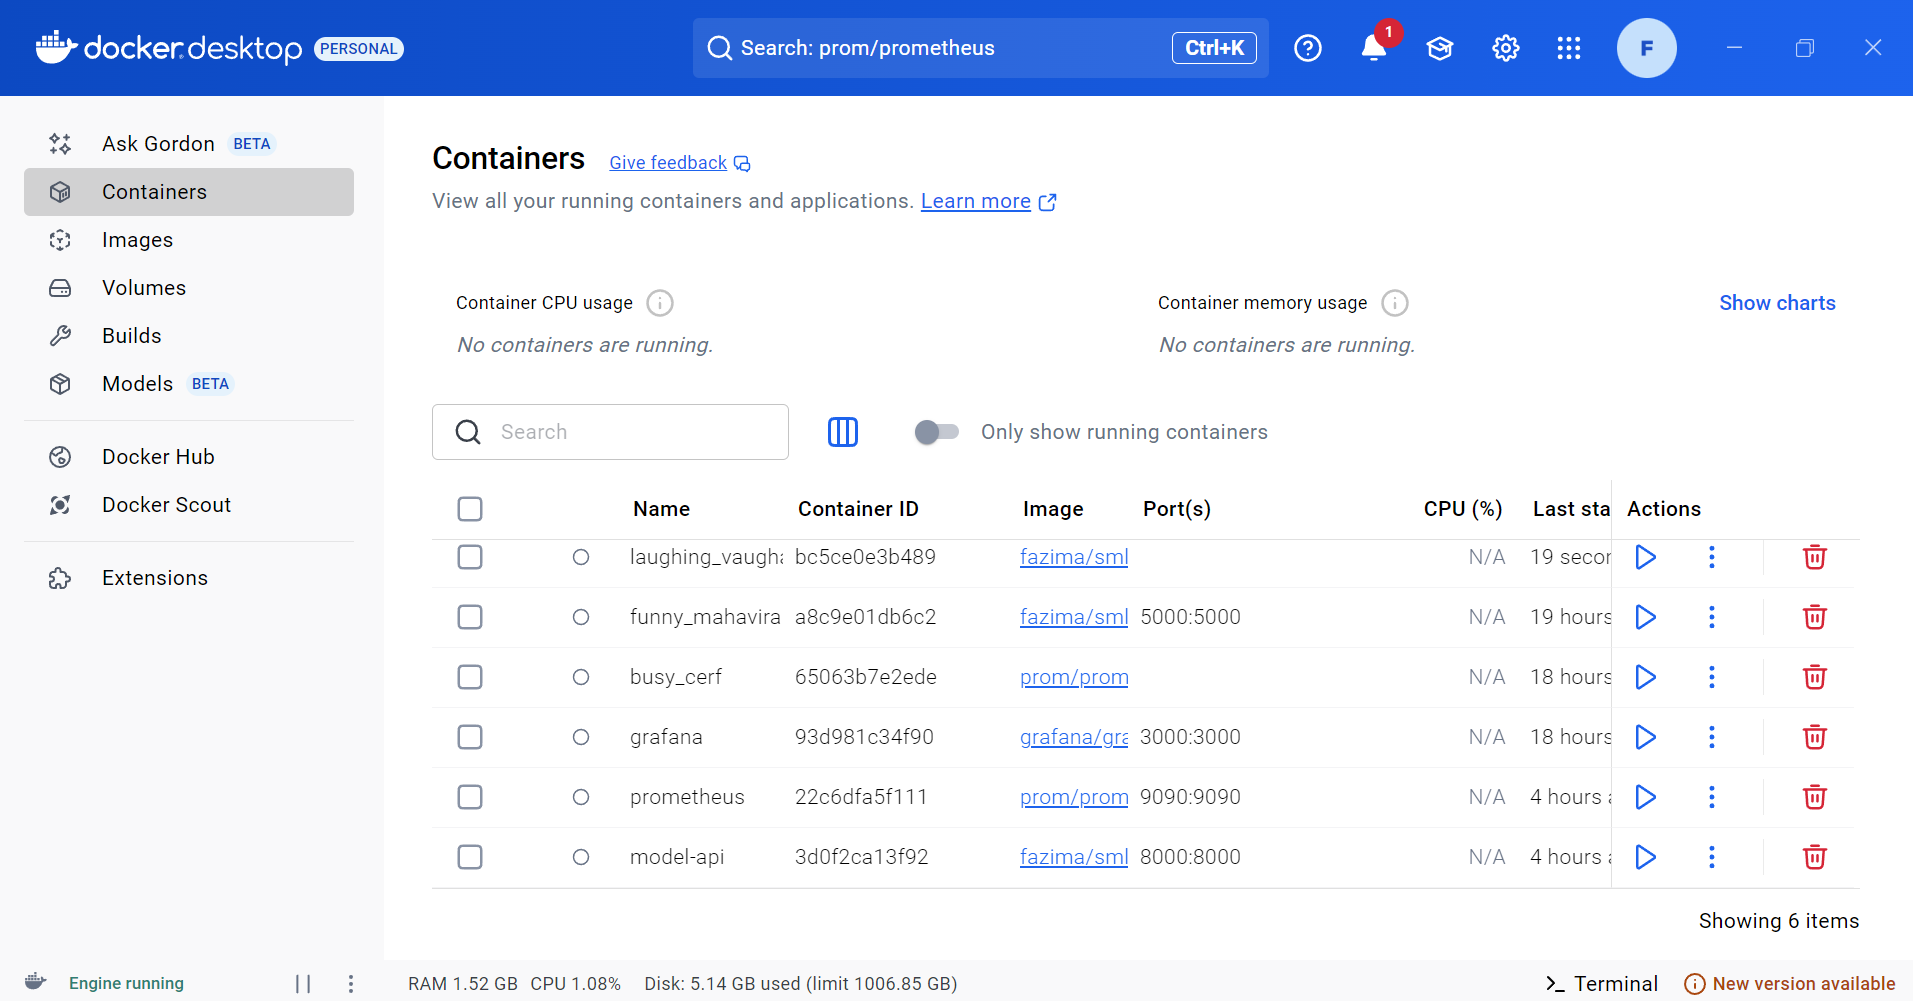 docker.desktop PERSONAL
Search: prom/prometheus Ctrl+K
1
F
Ask Gordon BETA
Containers
Images
Volumes
Builds
Models BETA
Docker Hub
Docker Scout
Extensions
Containers Give feedback
View all your running containers and applications. Learn more
Container CPU usage
No containers are running.
Container memory usage
No containers are running.
Show charts
Search
Only show running containers
Name Container ID Image Port(s) CPU (%) Last sta Actions
laughing_vaugha bc5ce0e3b489 fazima/sml N/A 19 secon
funny_mahavira a8c9e01db6c2 fazima/sml 5000:5000 N/A 19 hours
busy_cerf 65063b7e2ede prom/prom N/A 18 hours
grafana 93d981c34f90 grafana/gra 3000:3000 N/A 18 hours
prometheus 22c6dfa5f111 prom/prom 9090:9090 N/A 4 hours a
model-api 3d0f2ca13f92 fazima/sml 8000:8000 N/A 4 hours a
Showing 6 items
Engine running
RAM 1.52 GB CPU 1.08% Disk: 5.14 GB used (limit 1006.85 GB)
Terminal
New version available